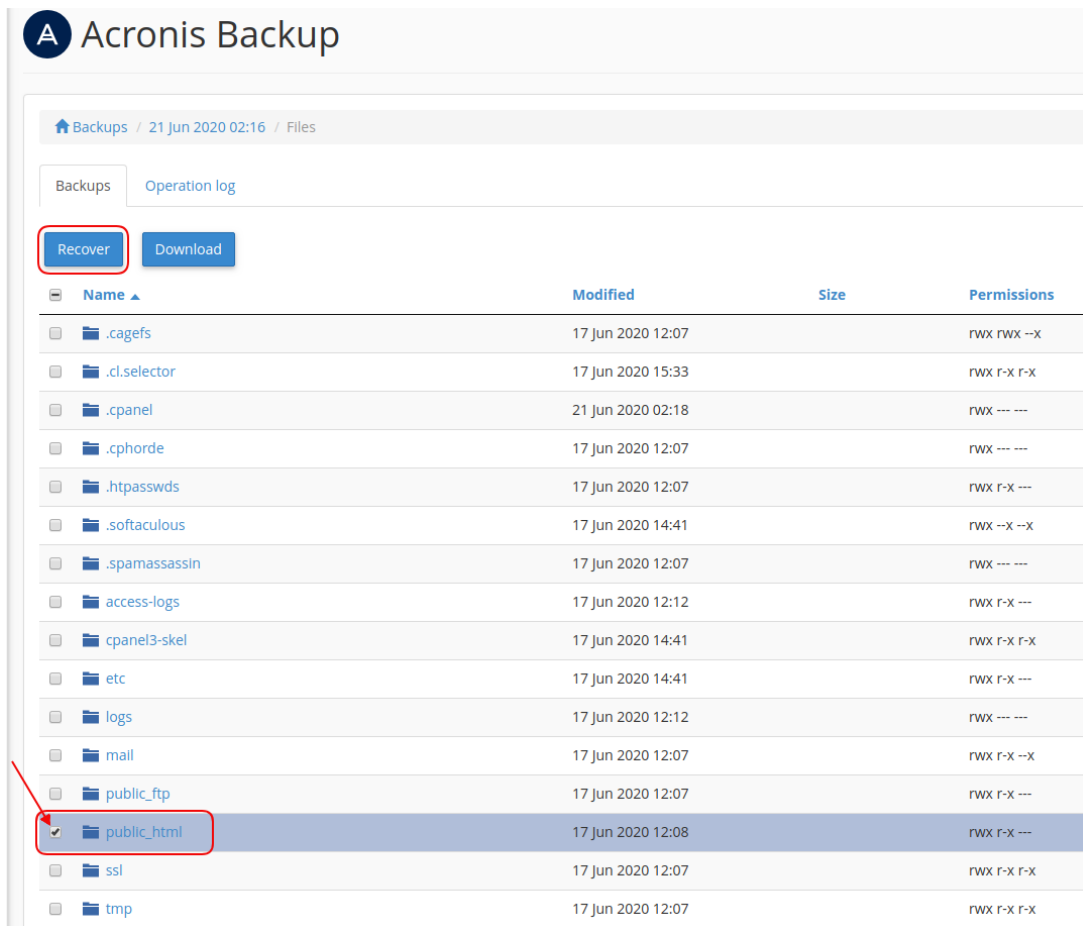 Acronis Backup
Backups / 21 Jun 2020 02:16 / Files
Backups Operation log
Recover Download
Name Modified Size Permissions
.cagefs 17 Jun 2020 12:07 rwx rwx --x
.cl.selector 17 Jun 2020 15:33 rwx r-x r-x
.cpanel 21 Jun 2020 02:18 rwx --- ---
.cphorde 17 Jun 2020 12:07 rwx --- ---
.htpasswds 17 Jun 2020 12:07 rwx r-x ---
.softaculous 17 Jun 2020 14:41 rwx --x --x
.spamassassin 17 Jun 2020 12:07 rwx --- ---
access-logs 17 Jun 2020 12:12 rwx r-x ---
cpanel3-skel 17 Jun 2020 14:41 rwx r-x r-x
etc 17 Jun 2020 14:41 rwx r-x ---
logs 17 Jun 2020 12:12 rwx --- ---
mail 17 Jun 2020 12:07 rwx r-x --x
public_ftp 17 Jun 2020 12:07 rwx r-x ---
public_html 17 Jun 2020 12:08 rwx r-x ---
ssl 17 Jun 2020 12:07 rwx r-x r-x
tmp 17 Jun 2020 12:07 rwx r-x r-x